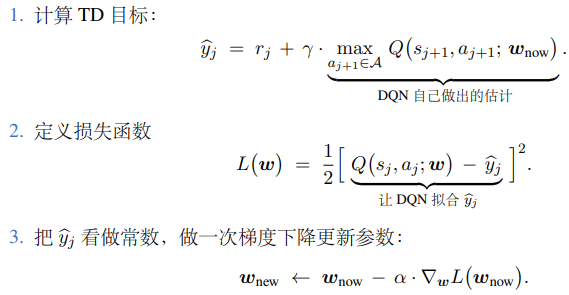 1. 计算 TD 目标：
ŷ_j = r_j + γ · max_{a_{j+1}∈𝒜} Q(s_{j+1}, a_{j+1}; w_now) .
DQN 自己做出的估计
2. 定义损失函数
L(w) = 1/2 [ Q(s_j, a_j; w) − ŷ_j ]^2 .
让 DQN 拟合 ŷ_j
3. 把 ŷ_j 看做常数，做一次梯度下降更新参数：
w_new ← w_now − α · ∇_w L(w_now).